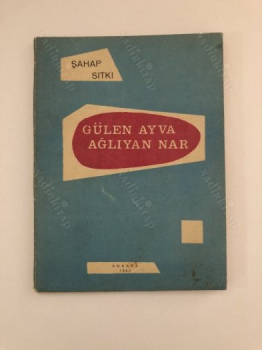 ŞAHAP
SITKI
GÜLEN AYVA
AĞLIYAN NAR
ANKARA